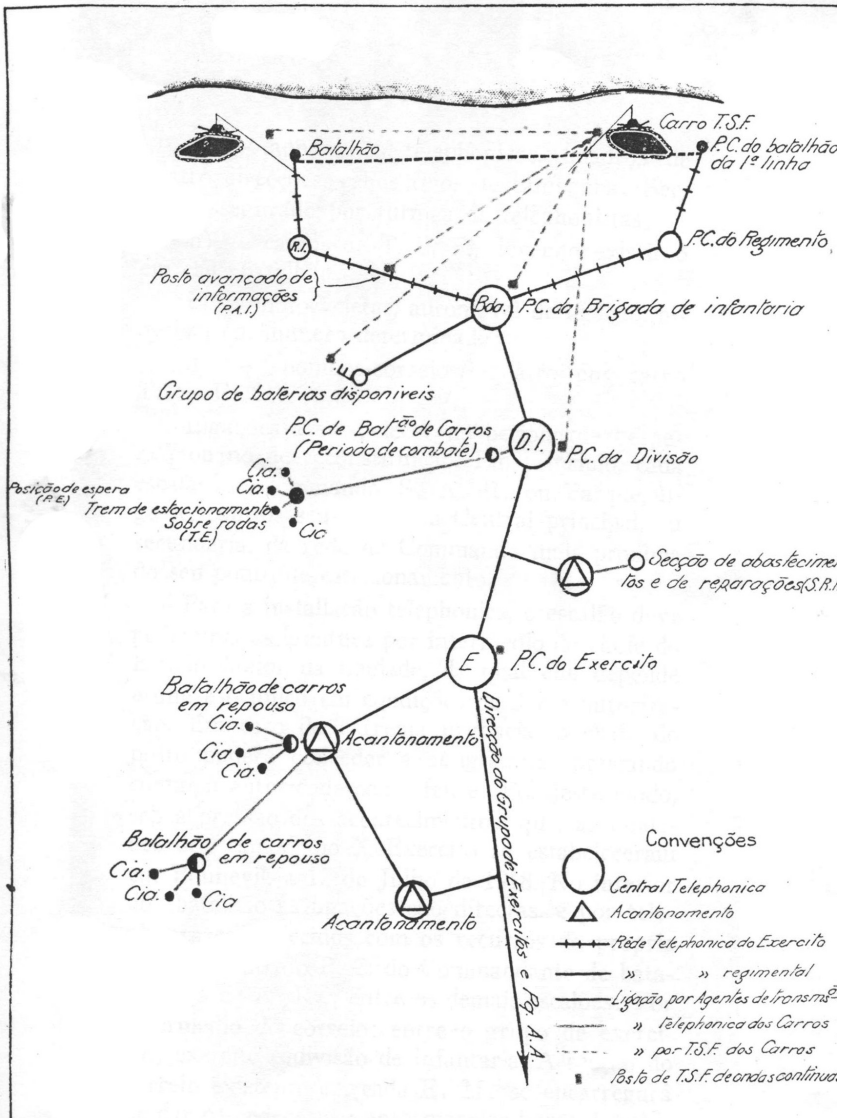 Carro T.S.F.
Batalhão
P.C. do batalhão
da 1ª linha
R.I.
P.C. do Regimento
Posto avançado de
informações
(P.A.I.)
Bda.
P.C. da Brigada de infantaria
Grupo de baterias disponiveis
P.C. de Batªº de Carros
(Periodo de combate)
D.I.
P.C. da Divisão
Cia.
Cia.
Posição de espera
(P.E.)
Trem de estacionamento
Sobre rodas
(T.E.)
Cic
Secção de abastecimen
tos e de reparações (S.R.
E
P.C. do Exercito
Batalhão de carros
em repouso
Cia.
Cia
Cia.
Acantonamento
Direcção do Grupo de Exercitos e Pq. A.A.
Batalhão de carros
em repouso
Cia.
Cia.
Cia
Acantonamento
Convenções
Central Telephonica
Acantonamento
Rêde Telephonica do Exercito
» » regimental
Ligação por Agentes de transmsº
» Telephonica dos Carros
» por T.S.F. dos Carros
Posto de T.S.F. de ondas continua